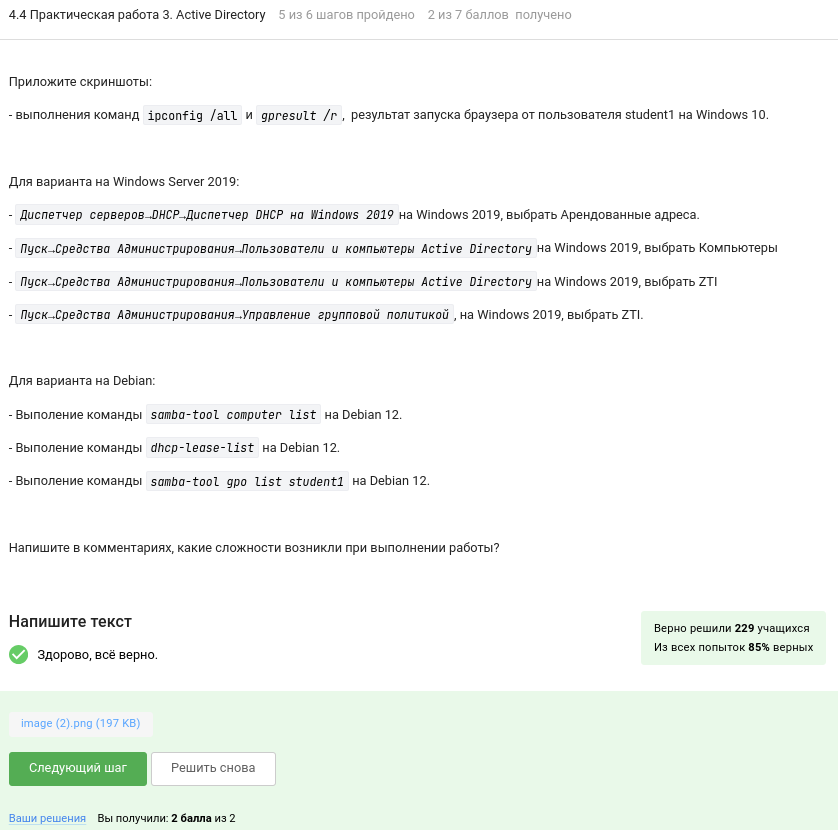 4.4 Практическая работа 3. Active Directory 5 из 6 шагов пройдено 2 из 7 баллов получено
Приложите скриншоты:
- выполнения команд ipconfig /all и gpresult /r, результат запуска браузера от пользователя student1 на Windows 10.
Для варианта на Windows Server 2019:
- Диспетчер серверов→DHCP→Диспетчер DHCP на Windows 2019 на Windows 2019, выбрать Арендованные адреса.
- Пуск→Средства Администрирования→Пользователи и компьютеры Active Directory на Windows 2019, выбрать Компьютеры
- Пуск→Средства Администрирования→Пользователи и компьютеры Active Directory на Windows 2019, выбрать ZTI
- Пуск→Средства Администрирования→Управление групповой политикой, на Windows 2019, выбрать ZTI.
Для варианта на Debian:
- Выполение команды samba-tool computer list на Debian 12.
- Выполение команды dhcp-lease-list на Debian 12.
- Выполение команды samba-tool gpo list student1 на Debian 12.
Напишите в комментариях, какие сложности возникли при выполнении работы?
Напишите текст
Здорово, всё верно.
Верно решили 229 учащихся
Из всех попыток 85% верных
image (2).png (197 KB)
Следующий шаг Решить снова
Ваши решения Вы получили: 2 балла из 2